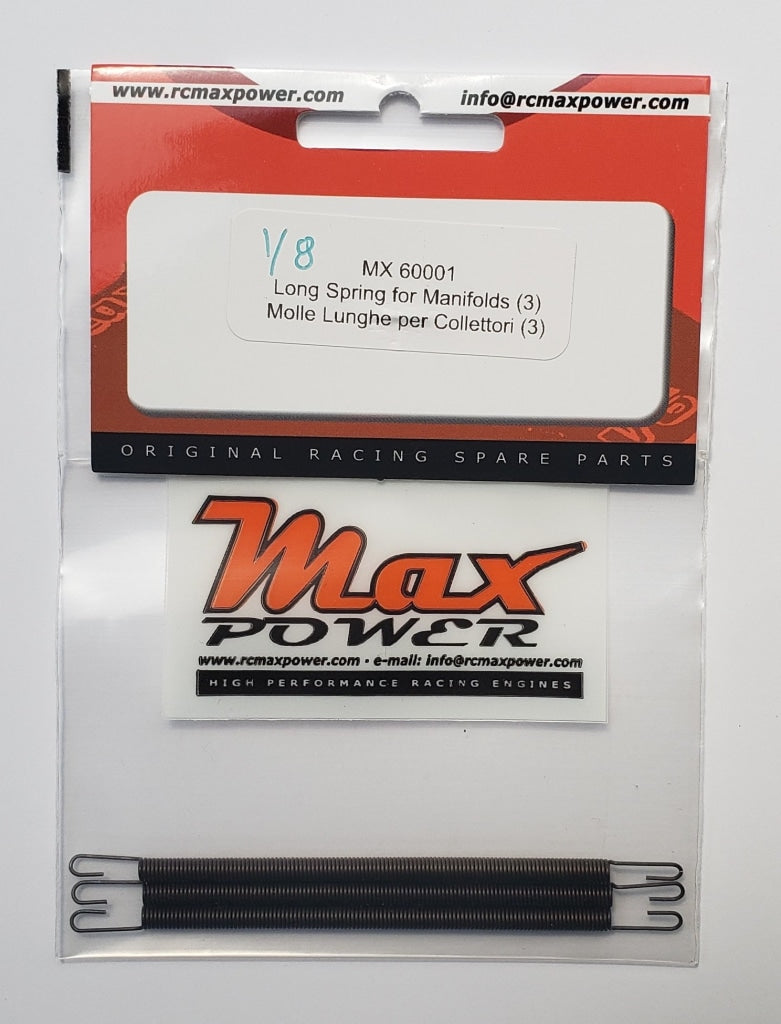 www.rcmaxpower.com info@rcmaxpower.com
1/8
MX 60001
Long Spring for Manifolds (3)
Molle Lunghe per Collettori (3)
ORIGINAL RACING SPARE PARTS
max
POWER
www.rcmaxpower.com - e-mail: info@rcmaxpower.com
HIGH PERFORMANCE RACING ENGINES